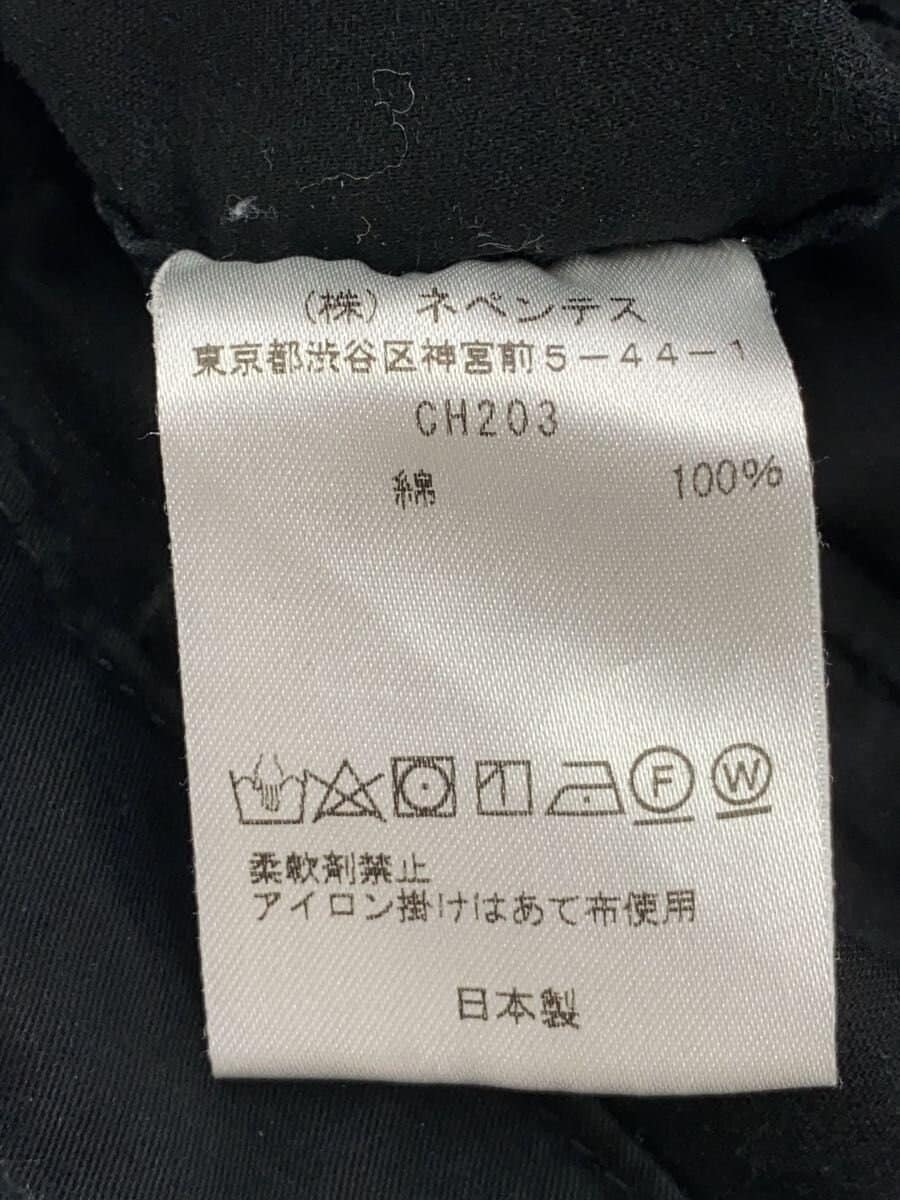 (株)ネペンテス
東京都渋谷区神宮前5-44-1
CH203
綿 100%
F W
柔軟剤禁止
アイロン掛けはあて布使用
日本製